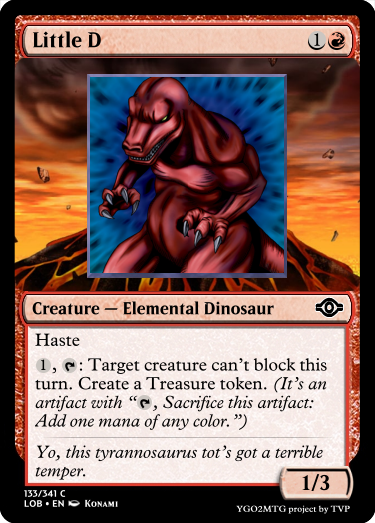 Little D 1
Creature — Elemental Dinosaur
Haste
1, : Target creature can't block this
turn. Create a Treasure token. (It's an
artifact with “, Sacrifice this artifact:
Add one mana of any color.”)
Yo, this tyrannosaurus tot's got a terrible
temper.
1/3
133/341 C
LOB • EN Konami
YGO2MTG project by TVP